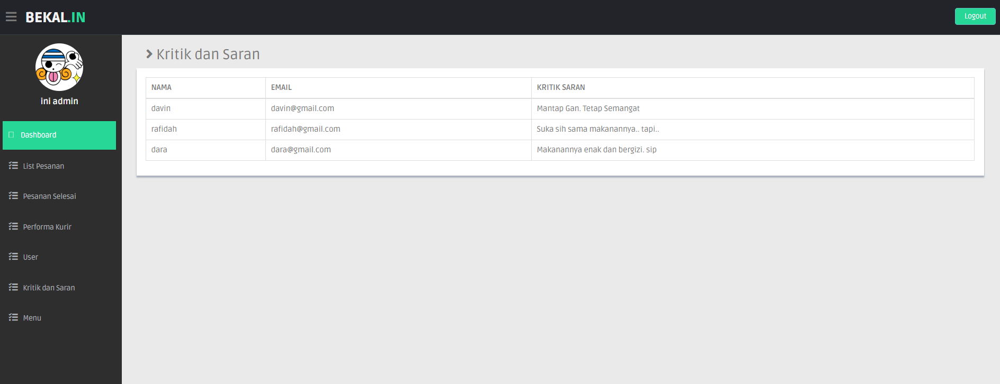 BEKAL.IN
Logout
ini admin
Dashboard
List Pesanan
Pesanan Selesai
Performa Kurir
User
Kritik dan Saran
Menu
Kritik dan Saran
NAMA EMAIL KRITIK SARAN
davin davin@gmail.com Mantap Gan. Tetap Semangat
rafidah rafidah@gmail.com Suka sih sama makanannya.. tapi..
dara dara@gmail.com Makanannya enak dan bergizi. sip